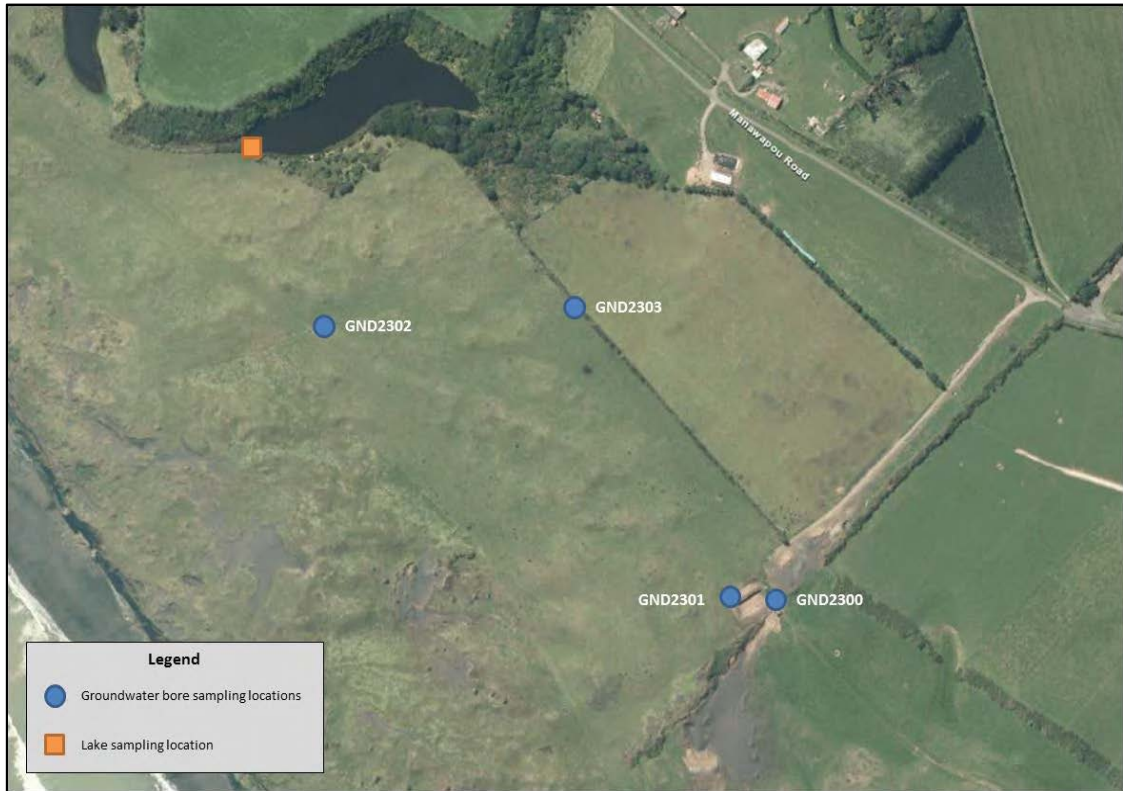 Manawapou Road
GND2303
GND2302
GND2301
GND2300
Legend
Groundwater bore sampling locations
Lake sampling location